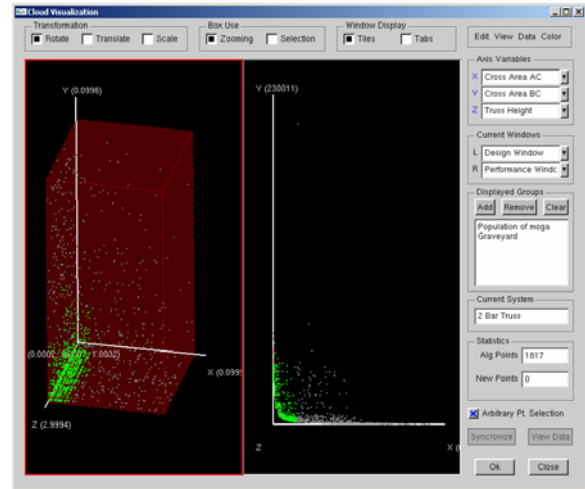 Cloud Visualization
Transformation
Rotate Translate Scale
Box Use
Zooming Selection
Window Display
Tiles Tabs
Edit View Data Color
Axis Variables
X Cross Area AC
Y Cross Area BC
Z Truss Height
Current Windows
L Design Window
R Performance Windc
Displayed Groups
Add Remove Clear
Population of moga
Graveyard
Current System
2 Bar Truss
Statistics
Alg Points 1817
New Points 0
Arbitrary Pt. Selection
Syncronize View Data
Ok Close
Y (0.0996)
X (0.099
Z (2.9994)
Y (230011)
Z
X (